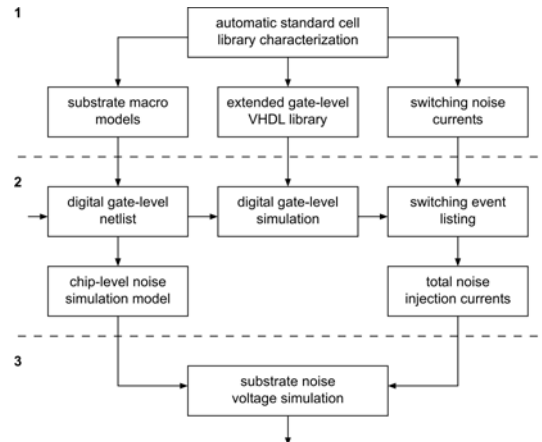 1
automatic standard cell
library characterization
substrate macro
models
extended gate-level
VHDL library
switching noise
currents
2
digital gate-level
netlist
digital gate-level
simulation
switching event
listing
chip-level noise
simulation model
total noise
injection currents
3
substrate noise
voltage simulation